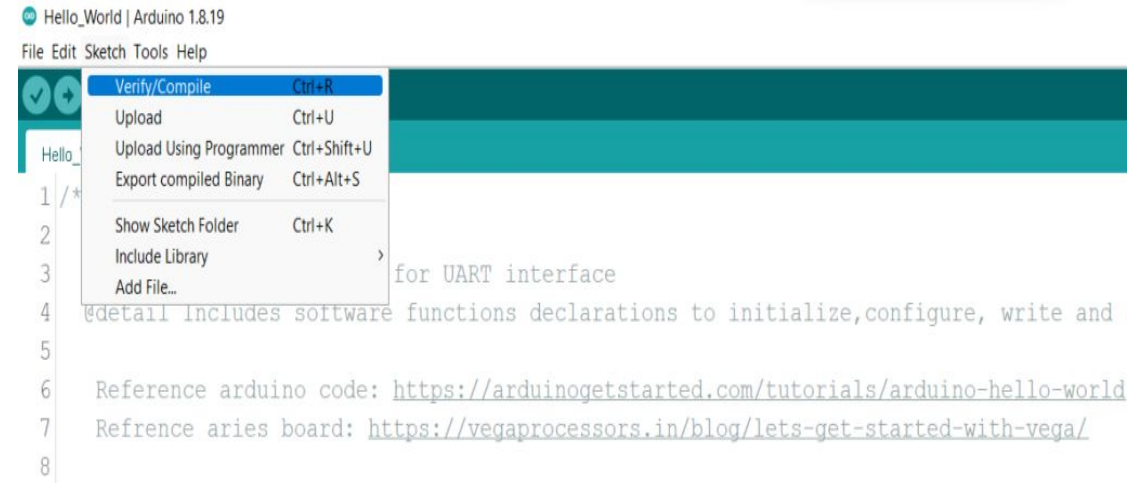 Hello_World | Arduino 1.8.19
File Edit Sketch Tools Help
Verify/Compile Ctrl+R
Upload Ctrl+U
Upload Using Programmer Ctrl+Shift+U
Export compiled Binary Ctrl+Alt+S
Show Sketch Folder Ctrl+K
Include Library >
Add File...
Hello_
1 /*
2
3 for UART interface
4 @detail Includes software functions declarations to initialize,configure, write and
5
6 Reference arduino code: https://arduinogetstarted.com/tutorials/arduino-hello-world
7 Refrence aries board: https://vegaprocessors.in/blog/lets-get-started-with-vega/
8